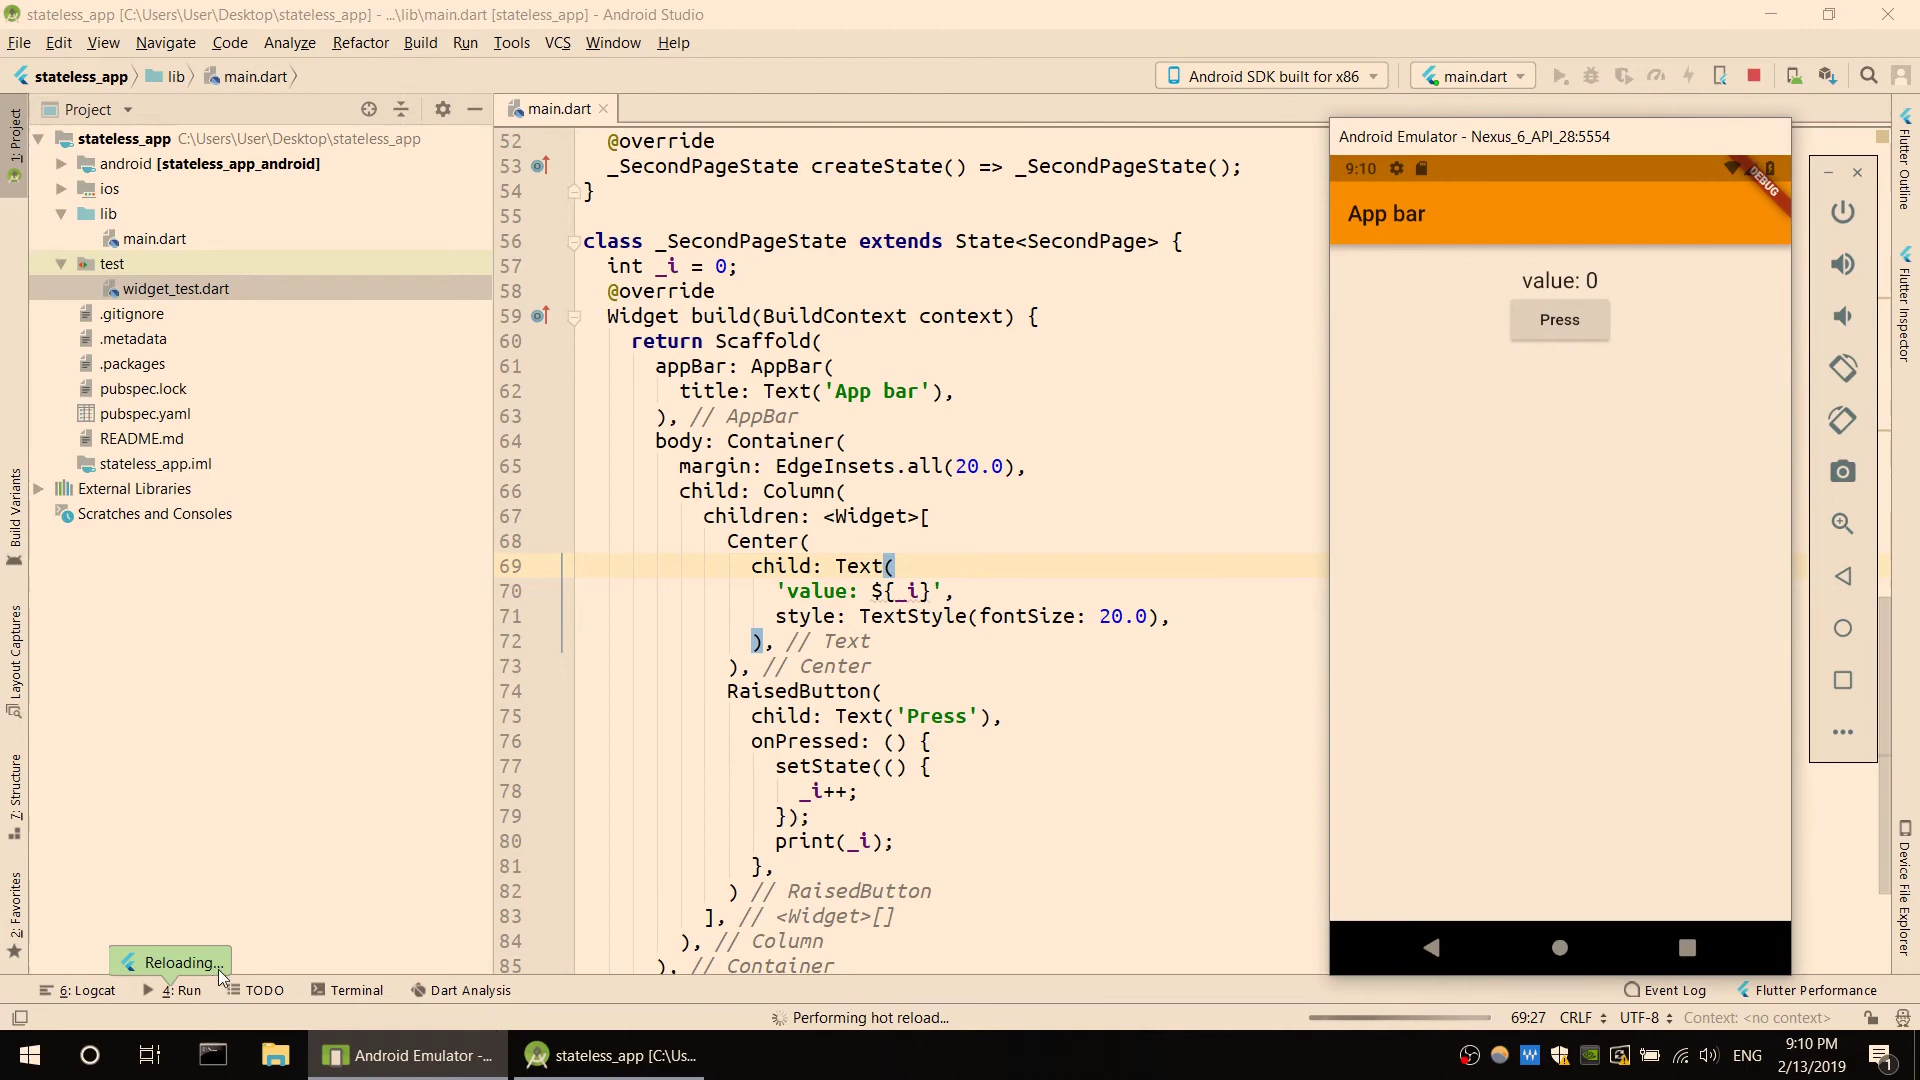 stateless_app [C:\Users\User\Desktop\stateless_app] - ...\lib\main.dart [stateless_app] - Android Studio
File Edit View Navigate Code Analyze Refactor Build Run Tools VCS Window Help
stateless_app lib main.dart
Android SDK built for x86 main.dart
Project
stateless_app C:\Users\User\Desktop\stateless_app
android [stateless_app_android]
ios
lib
main.dart
test
widget_test.dart
.gitignore
.metadata
.packages
pubspec.lock
pubspec.yaml
README.md
stateless_app.iml
External Libraries
Scratches and Consoles
1: Project
Build Variants
Layout Captures
7: Structure
2: Favorites
main.dart
52 @override
53 _SecondPageState createState() => _SecondPageState();
54 }
55
56 class _SecondPageState extends State<SecondPage> {
57 int _i = 0;
58 @override
59 Widget build(BuildContext context) {
60 return Scaffold(
61 appBar: AppBar(
62 title: Text('App bar'),
63 ), // AppBar
64 body: Container(
65 margin: EdgeInsets.all(20.0),
66 child: Column(
67 children: <Widget>[
68 Center(
69 child: Text(
70 'value: ${_i}',
71 style: TextStyle(fontSize: 20.0),
72 ), // Text
73 ), // Center
74 RaisedButton(
75 child: Text('Press'),
76 onPressed: () {
77 setState(() {
78 _i++;
79 });
80 print(_i);
81 },
82 ) // RaisedButton
83 ], // <Widget>[]
84 ), // Column
85 ), // Container
Android Emulator - Nexus_6_API_28:5554
9:10
DEBUG
App bar
value: 0
Press
Flutter Outline
Flutter Inspector
Device File Explorer
Reloading...
6: Logcat 4: Run TODO Terminal Dart Analysis Event Log Flutter Performance
Performing hot reload... 69:27 CRLF UTF-8 Context: <no context>
Android Emulator -... stateless_app [C:\Us... ENG
9:10 PM
2/13/2019
1